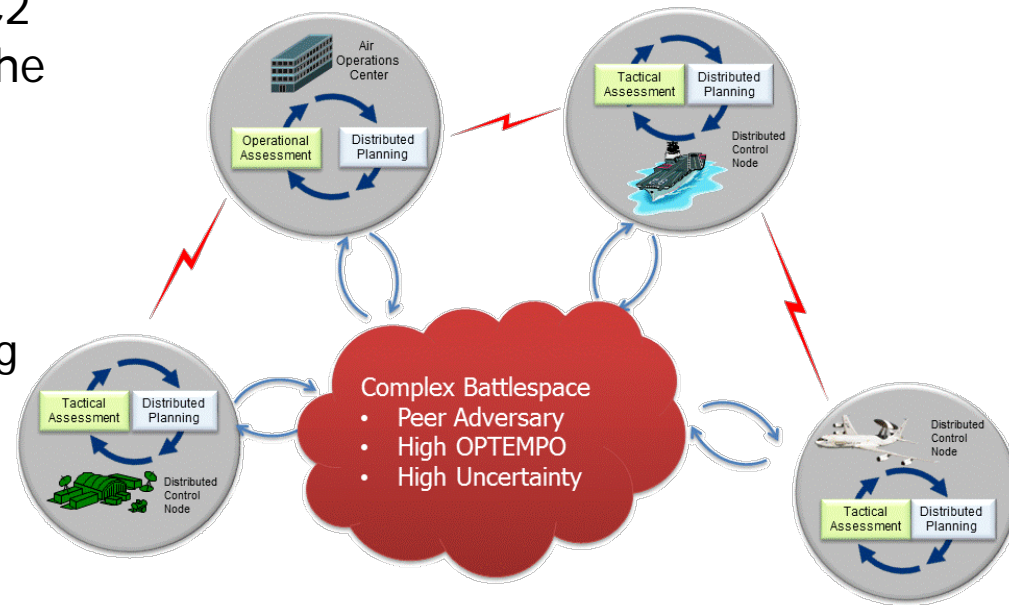 he
g
Air
Operations
Center
Operational
Assessment
Distributed
Planning
Tactical
Assessment
Distributed
Planning
Distributed
Control
Node
Tactical
Assessment
Distributed
Planning
Distributed
Control
Node
Complex Battlespace
• Peer Adversary
• High OPTEMPO
• High Uncertainty
Distributed
Control
Node
Tactical
Assessment
Distributed
Planning